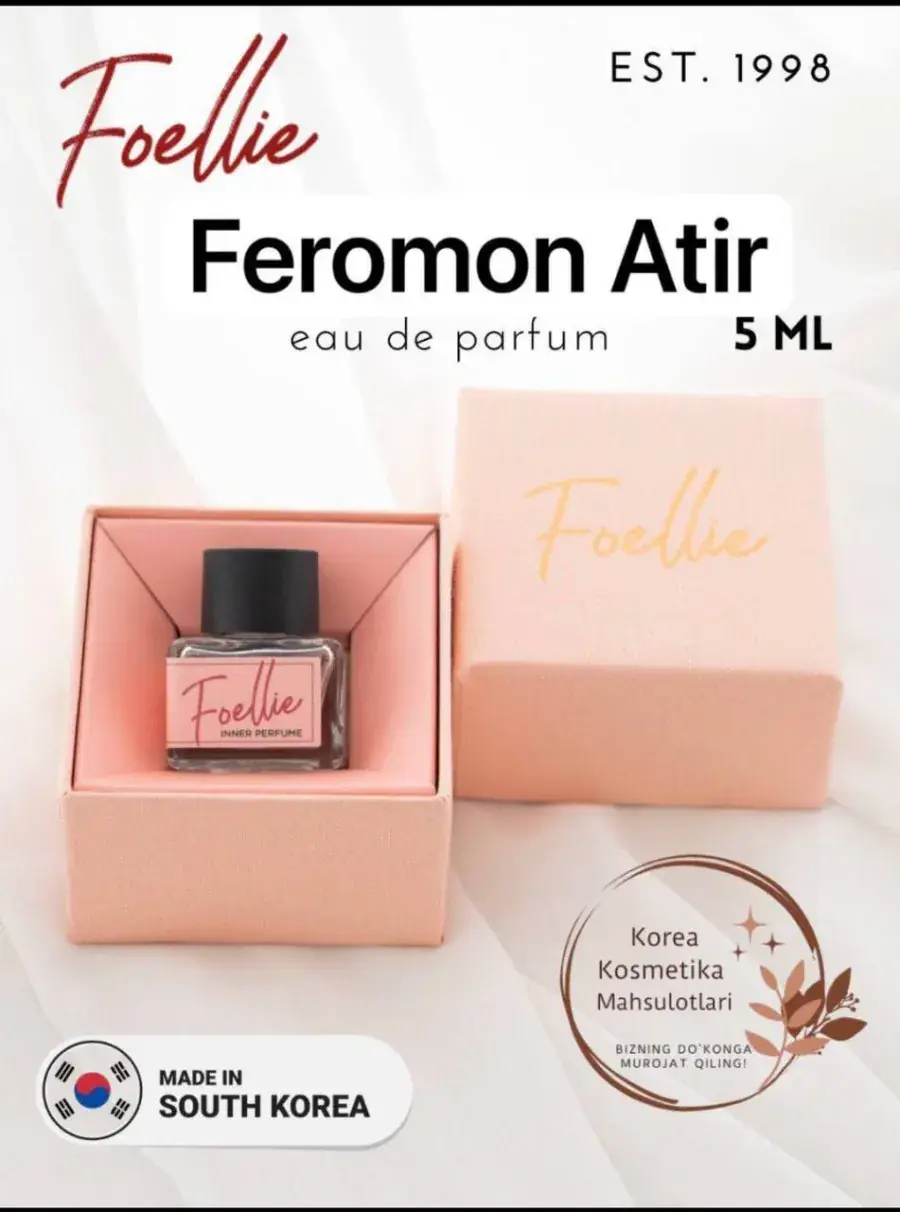 Foellie
EST. 1998
Feromon Atir
eau de parfum
5 ML
Foellie
Foellie
INNER PERFUME
Korea
Kosmetika
Mahsulotlari
BIZNING DO`KONGA
MUROJAT QILING!
MADE IN
SOUTH KOREA